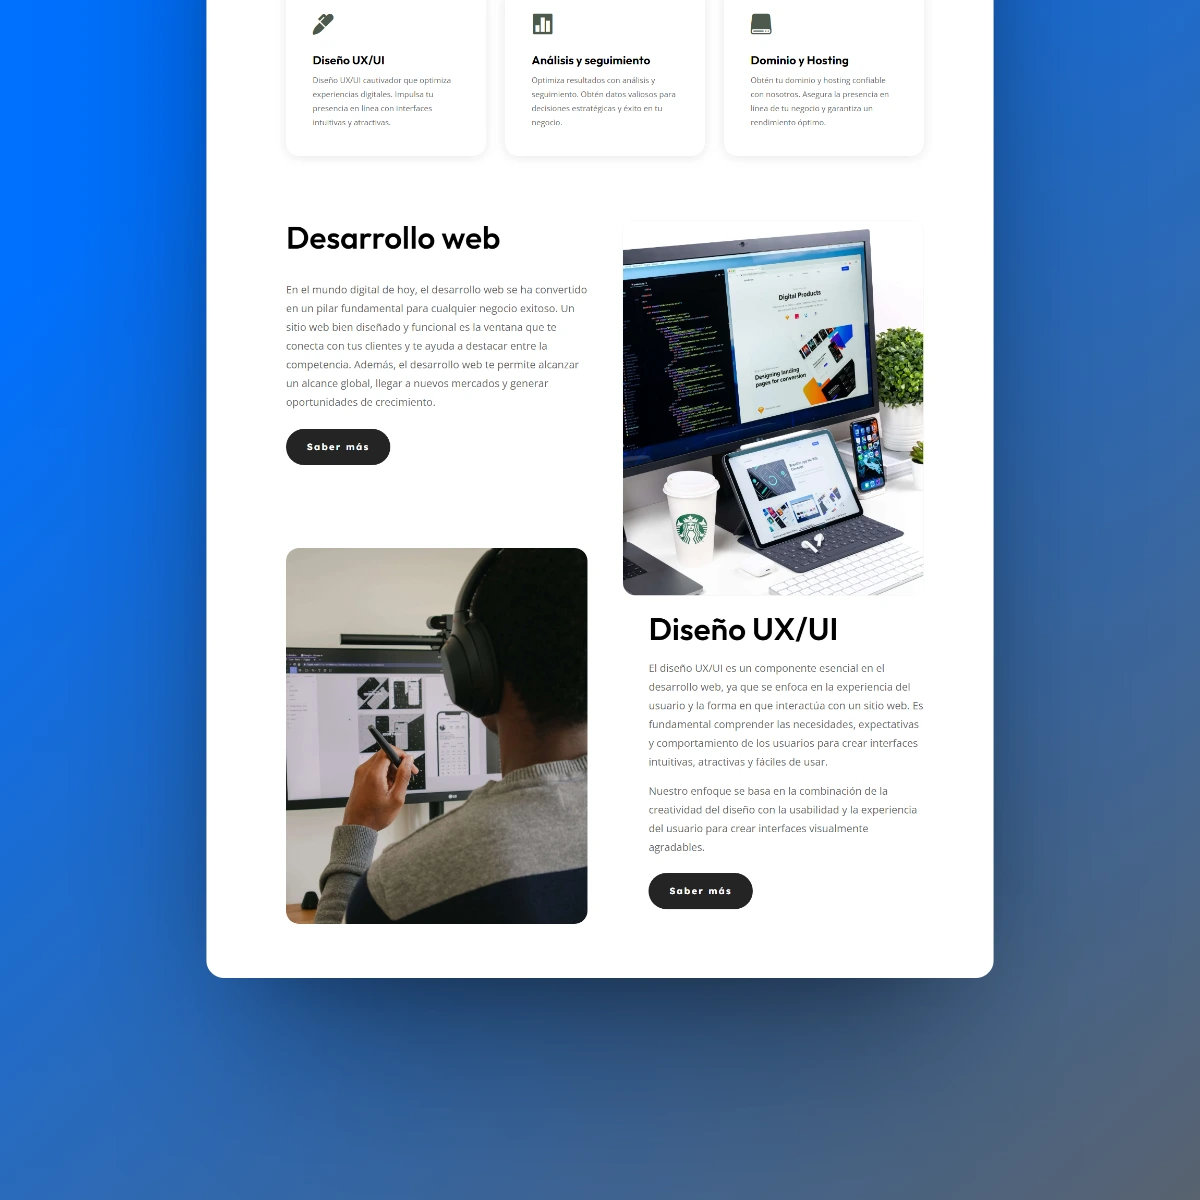 Diseño UX/UI
Diseño UX/UI cautivador que optimiza
experiencias digitales. Impulsa tu
presencia en línea con interfaces
intuitivas y atractivas.
Análisis y seguimiento
Optimiza resultados con análisis y
seguimiento. Obtén datos valiosos para
decisiones estratégicas y éxito en tu
negocio.
Dominio y Hosting
Obtén tu dominio y hosting confiable
con nosotros. Asegura la presencia en
línea de tu negocio y garantiza un
rendimiento óptimo.
Desarrollo web
En el mundo digital de hoy, el desarrollo web se ha convertido
en un pilar fundamental para cualquier negocio exitoso. Un
sitio web bien diseñado y funcional es la ventana que te
conecta con tus clientes y te ayuda a destacar entre la
competencia. Además, el desarrollo web te permite alcanzar
un alcance global, llegar a nuevos mercados y generar
oportunidades de crecimiento.
Saber más
Digital Products
Designing landing
pages for conversion
Diseño UX/UI
El diseño UX/UI es un componente esencial en el
desarrollo web, ya que se enfoca en la experiencia del
usuario y la forma en que interactúa con un sitio web. Es
fundamental comprender las necesidades, expectativas
y comportamiento de los usuarios para crear interfaces
intuitivas, atractivas y fáciles de usar.
Nuestro enfoque se basa en la combinación de la
creatividad del diseño con la usabilidad y la experiencia
del usuario para crear interfaces visualmente
agradables.
Saber más
LG